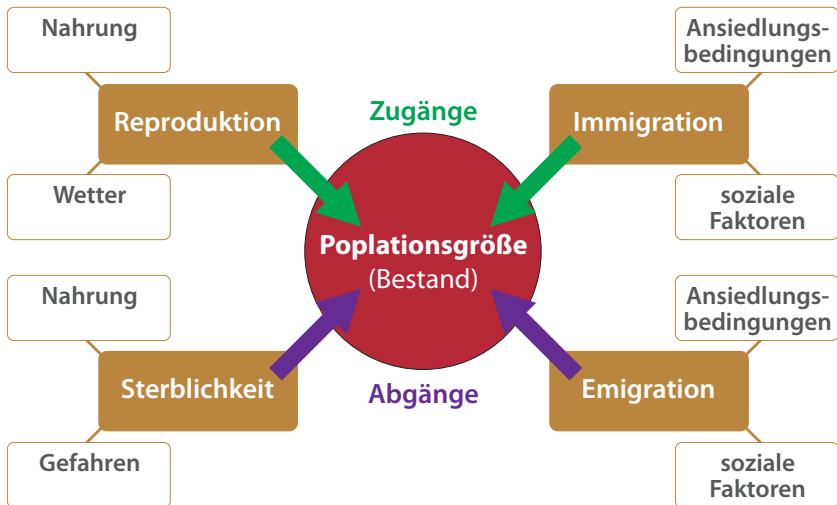 Nahrung
Ansiedlungs-
bedingungen
Reproduktion
Zugänge
Immigration
Wetter
soziale
Faktoren
Poplationsgröße
(Bestand)
Nahrung
Ansiedlungs-
bedingungen
Sterblichkeit
Abgänge
Emigration
Gefahren
soziale
Faktoren